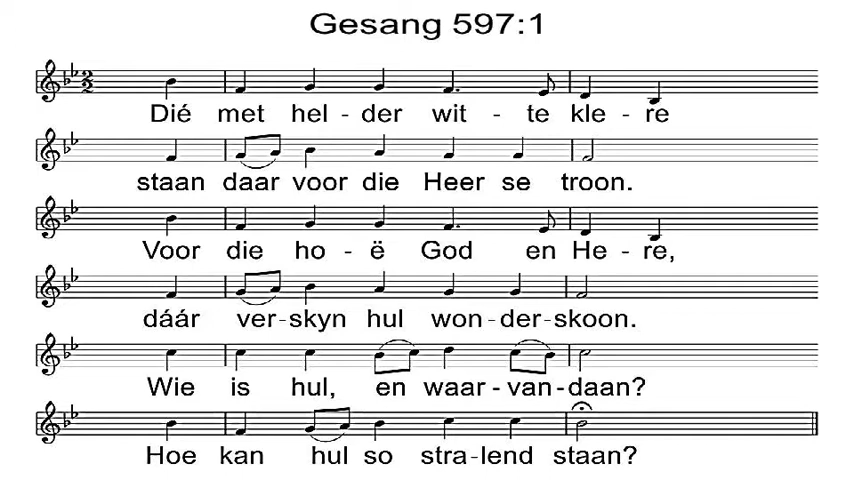 Gesang 597:1
Dié met hel - der wit - te kle - re
staan daar voor die Heer se troon.
Voor die ho - ë God en He - re,
dáár ver - skyn hul won - der - skoon.
Wie is hul, en waar - van - daan?
Hoe kan hul so stra - lend staan?